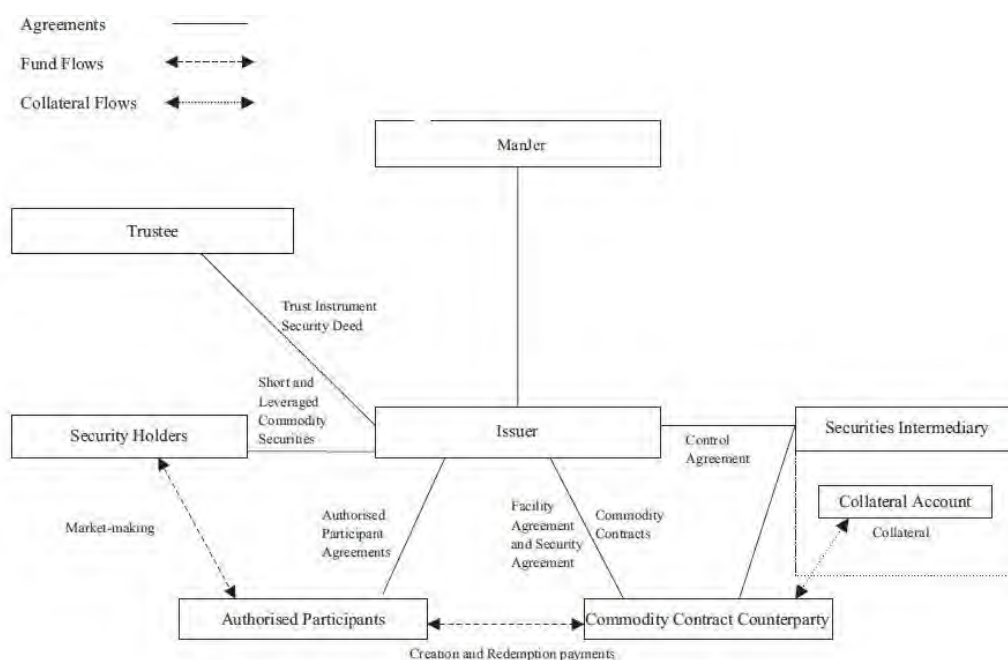 Agreements
Fund Flows
Collateral Flows
ManJer
Trustee
Trust Instrument
Security Deed
Short and
Leveraged
Commodity
Securities
Security Holders
Issuer
Securities Intermediary
Control
Agreement
Collateral Account
Collateral
Market-making
Authorised
Participant
Agreements
Facility
Agreement
and Security
Agreement
Commodity
Contracts
Authorised Participants
Commodity Contract Counterparty
Creation and Redemption payments